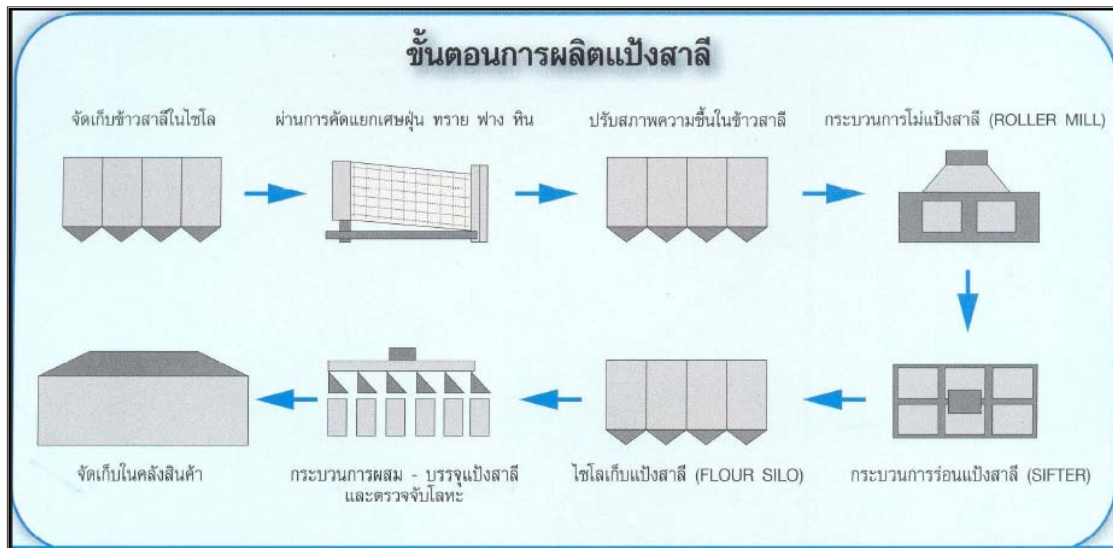 ขั้นตอนการผลิตแป้งสาลี
จัดเก็บข้าวสาลีในไซโล
ผ่านการคัดแยกเศษฝุ่น ทราย ฟาง หิน
ปรับสภาพความชื้นในข้าวสาลี
กระบวนการโม่แป้งสาลี (ROLLER MILL)
จัดเก็บในคลังสินค้า
กระบวนการผสม - บรรจุแป้งสาลี
และตรวจจับโลหะ
ไซโลเก็บแป้งสาลี (FLOUR SILO)
กระบวนการร่อนแป้งสาลี (SIFTER)